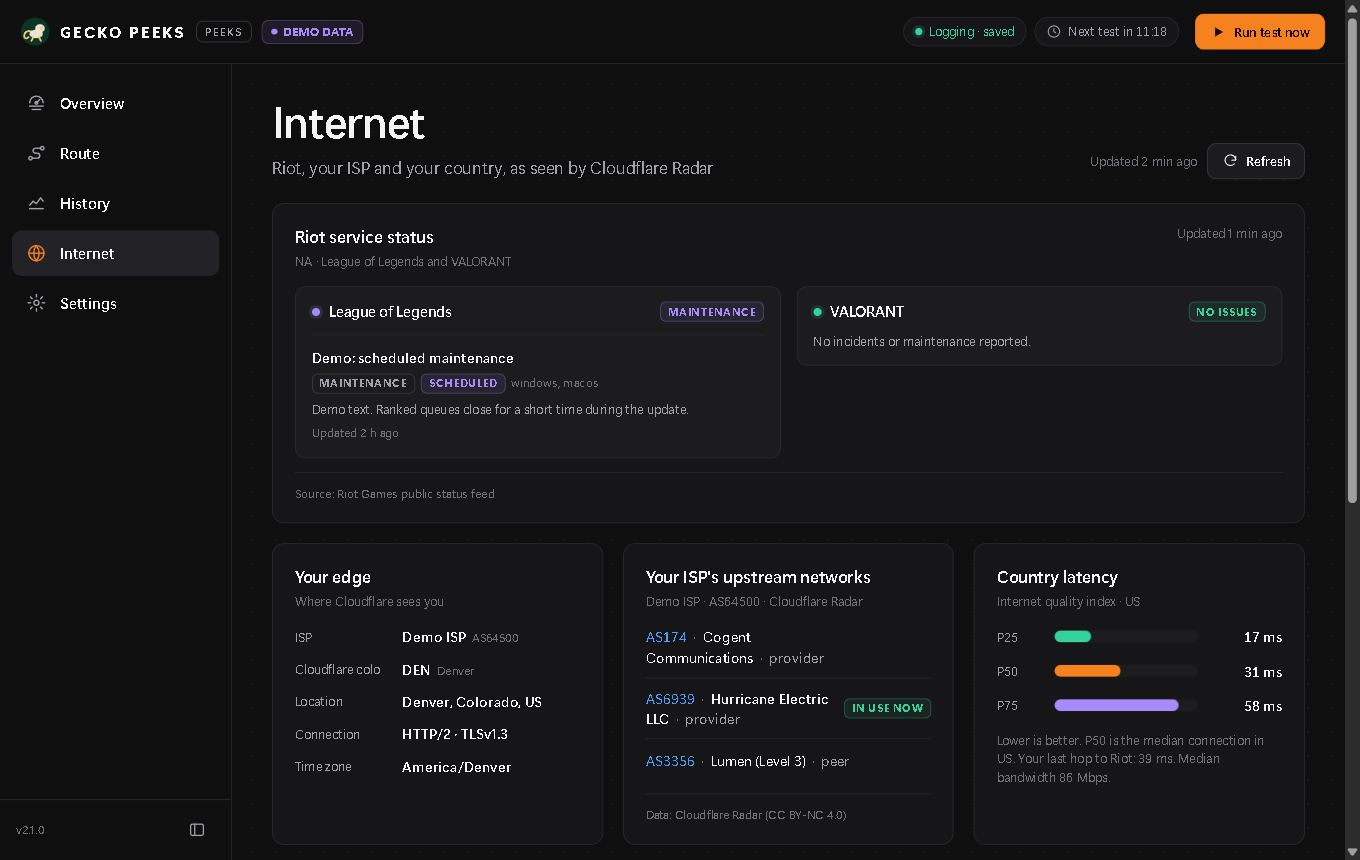 GECKO PEEKS
PEEKS
DEMO DATA
Logging · saved
Next test in 11:18
Run test now
Overview
Route
History
Internet
Settings
v2.1.0
Internet
Riot, your ISP and your country, as seen by Cloudflare Radar
Updated 2 min ago
Refresh
Riot service status
Updated 1 min ago
NA · League of Legends and VALORANT
League of Legends
MAINTENANCE
Demo: scheduled maintenance
MAINTENANCE
SCHEDULED
windows, macos
Demo text. Ranked queues close for a short time during the update.
Updated 2 h ago
VALORANT
NO ISSUES
No incidents or maintenance reported.
Source: Riot Games public status feed
Your edge
Where Cloudflare sees you
ISP Demo ISP AS64500
Cloudflare colo DEN Denver
Location Denver, Colorado, US
Connection HTTP/2 · TLSv1.3
Time zone America/Denver
Your ISP's upstream networks
Demo ISP · AS64500 · Cloudflare Radar
AS174 · Cogent
Communications · provider
AS6939 · Hurricane Electric
LLC · provider
IN USE NOW
AS3356 · Lumen (Level 3) · peer
Data: Cloudflare Radar (CC BY-NC 4.0)
Country latency
Internet quality index · US
P25 17 ms
P50 31 ms
P75 58 ms
Lower is better. P50 is the median connection in
US. Your last hop to Riot: 39 ms. Median
bandwidth 86 Mbps.